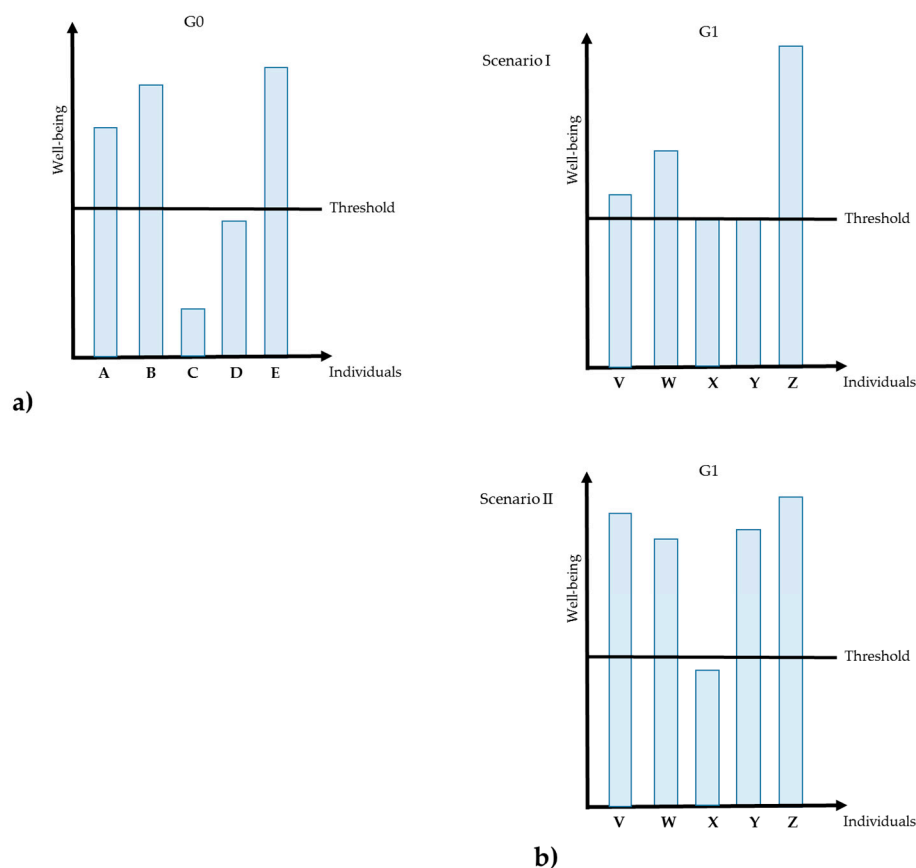 G0
Well-being
Threshold
A B C D E
Individuals
a)
G1
Scenario I
Well-being
Threshold
V W X Y Z
Individuals
G1
Scenario II
Well-being
Threshold
V W X Y Z
Individuals
b)